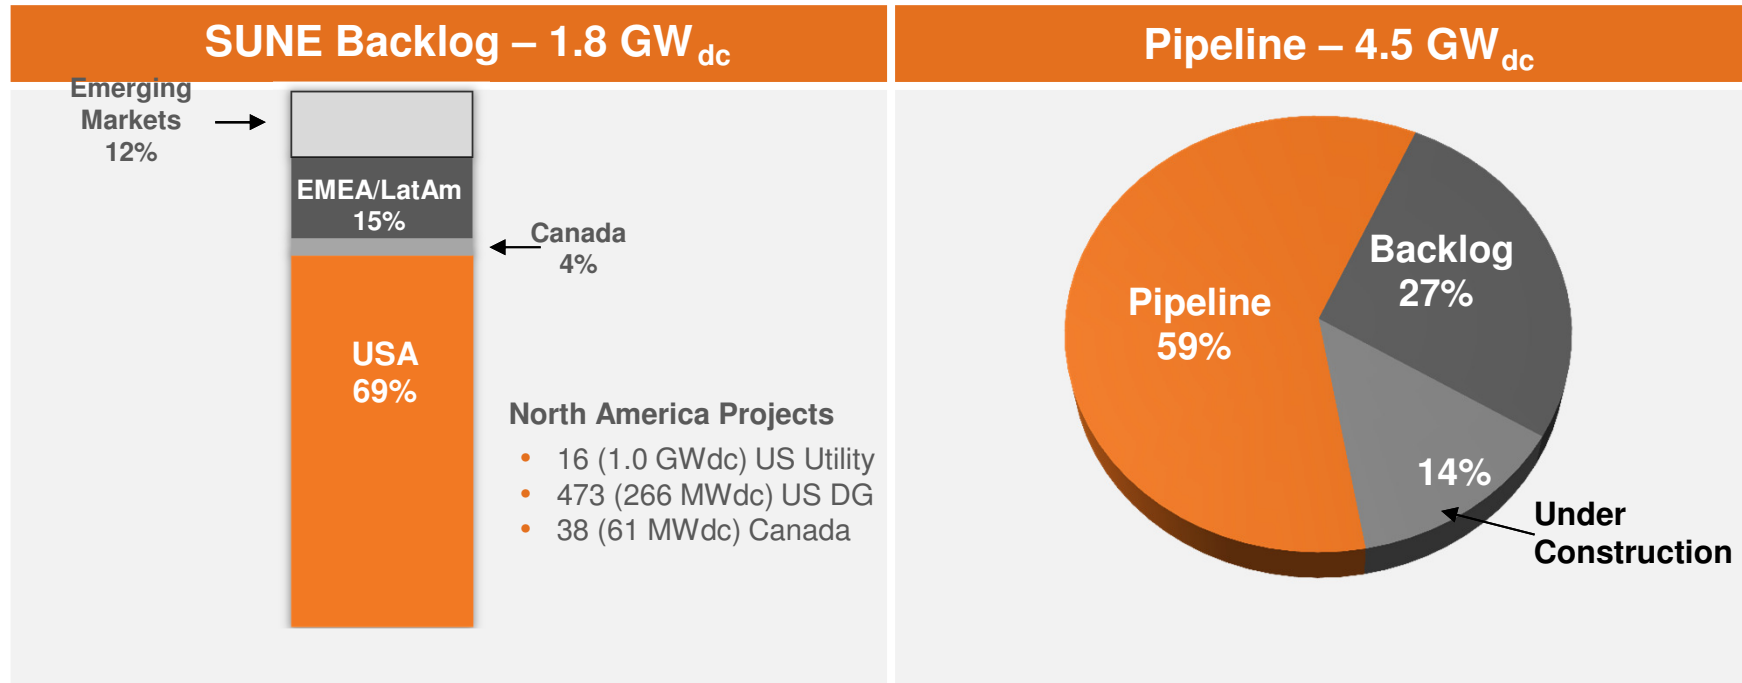 SUNE Backlog – 1.8 GWdc
Emerging
Markets
12%
EMEA/LatAm
15%
Canada
4%
USA
69%
North America Projects
• 16 (1.0 GWdc) US Utility
• 473 (266 MWdc) US DG
• 38 (61 MWdc) Canada
Pipeline – 4.5 GWdc
Backlog
27%
Pipeline
59%
14%
Under
Construction